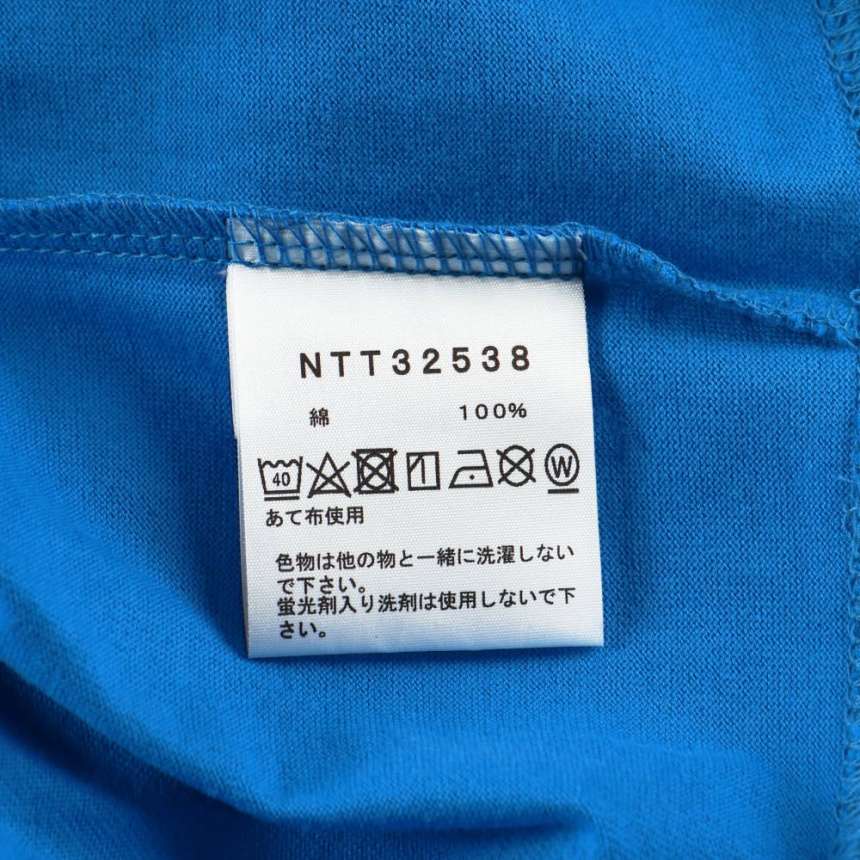 NTT32538
綿 100%
40 W
あて布使用
色物は他の物と一緒に洗濯しない
で下さい。
蛍光剤入り洗剤は使用しないで下
さい。